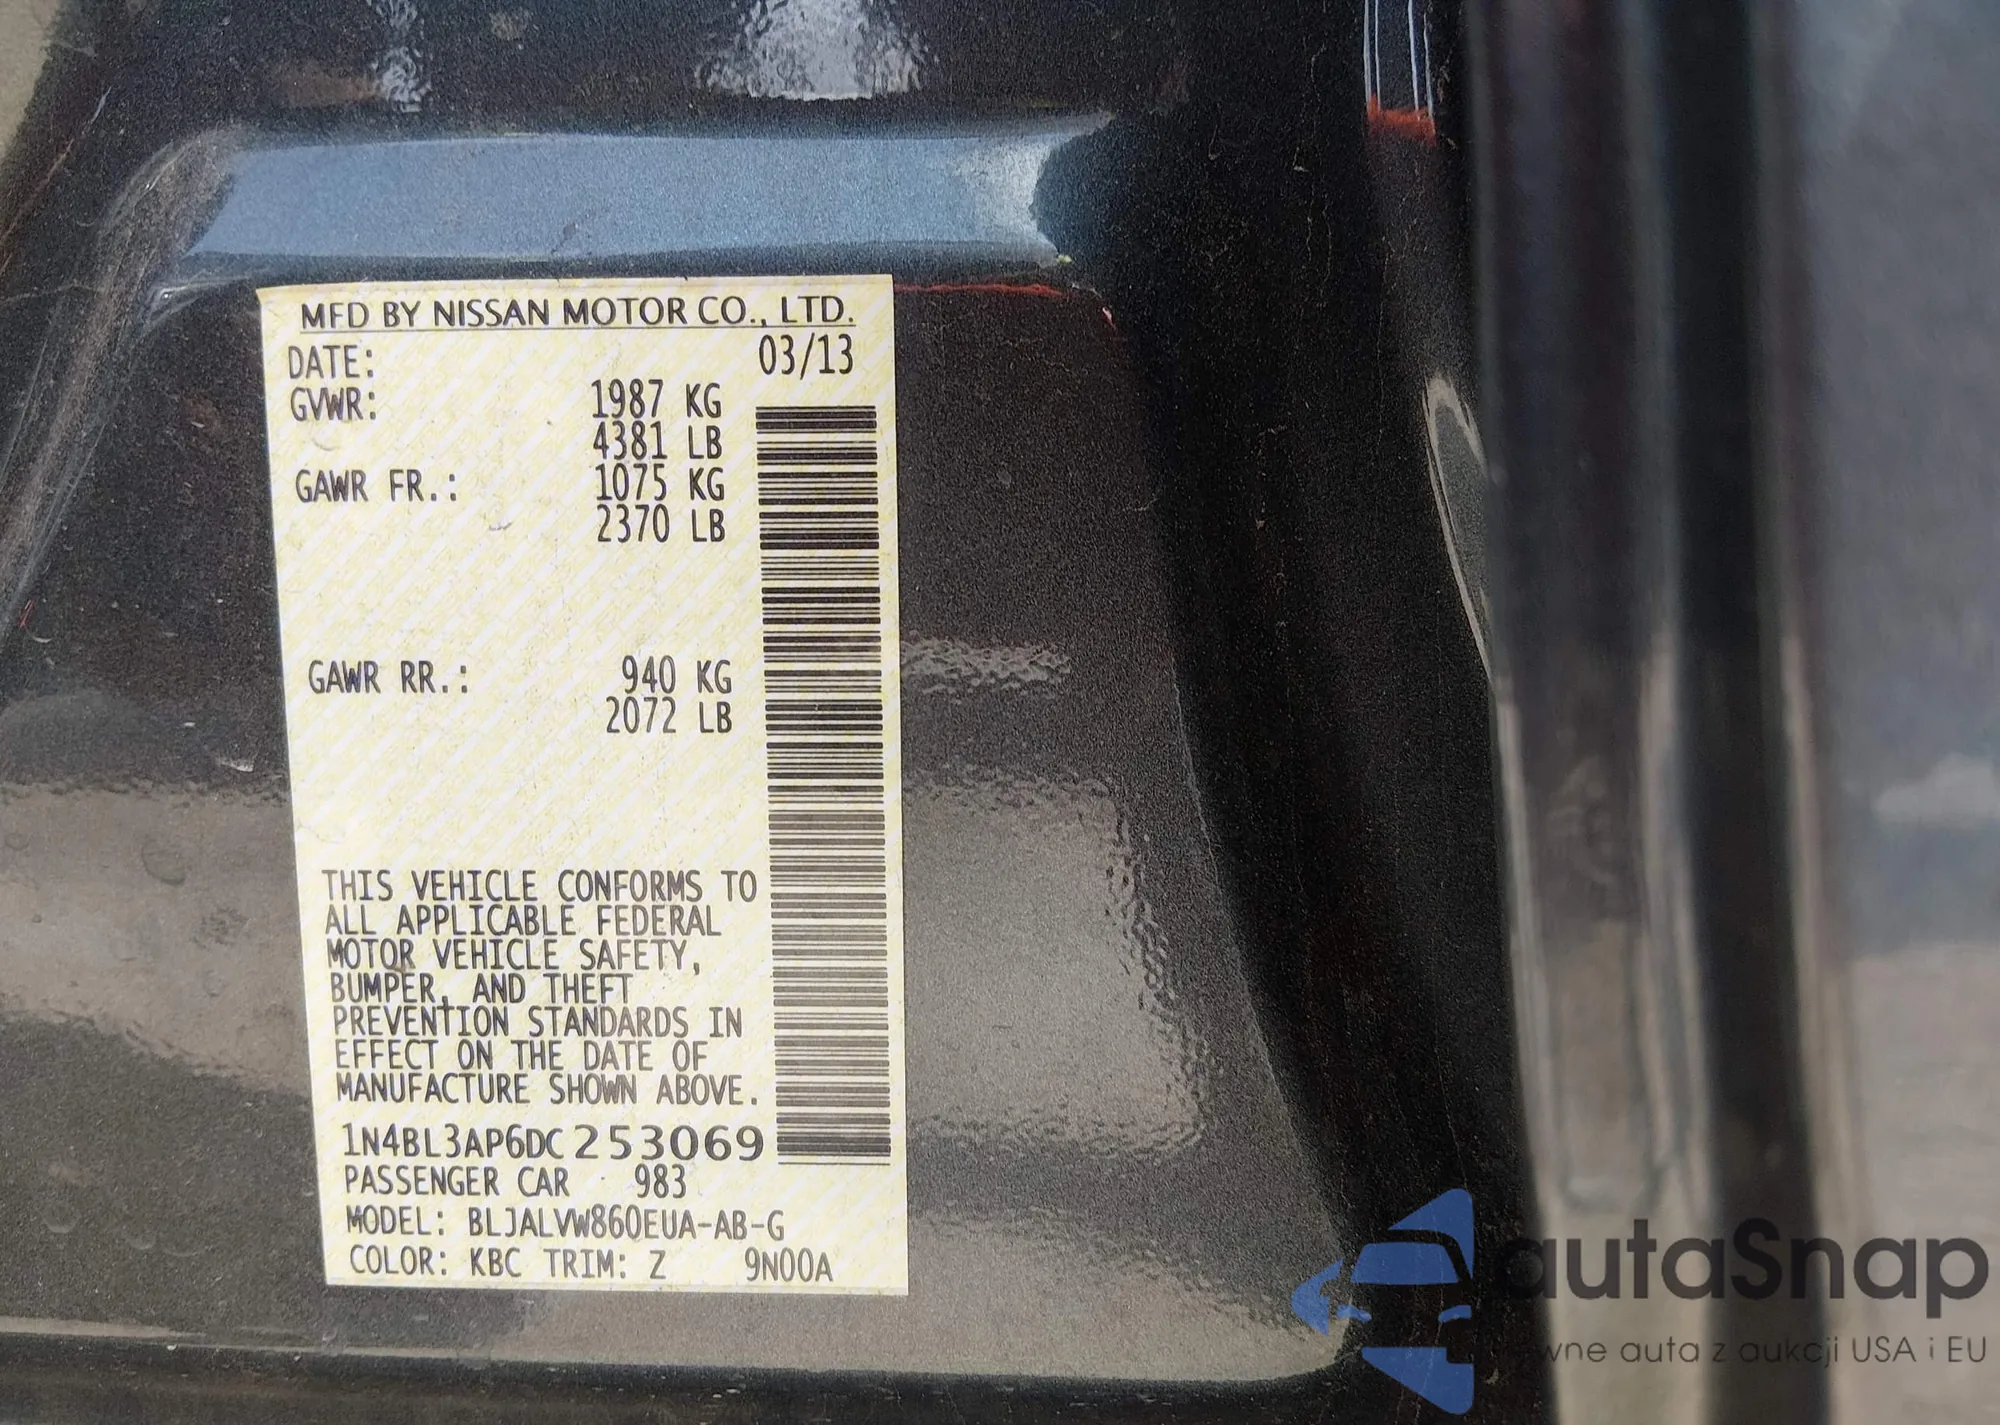 MFD BY NISSAN MOTOR CO., LTD.
DATE: 03/13
GVWR: 1987 KG
4381 LB
GAWR FR.: 1075 KG
2370 LB
GAWR RR.: 940 KG
2072 LB
THIS VEHICLE CONFORMS TO
ALL APPLICABLE FEDERAL
MOTOR VEHICLE SAFETY,
BUMPER, AND THEFT
PREVENTION STANDARDS IN
EFFECT ON THE DATE OF
MANUFACTURE SHOWN ABOVE.
1N4BL3AP6DC253069
PASSENGER CAR 983
MODEL: BLJALVW860EUA-AB-G
COLOR: KBC TRIM: Z 9N00A
autaSnap
auta z aukcji USA i EU